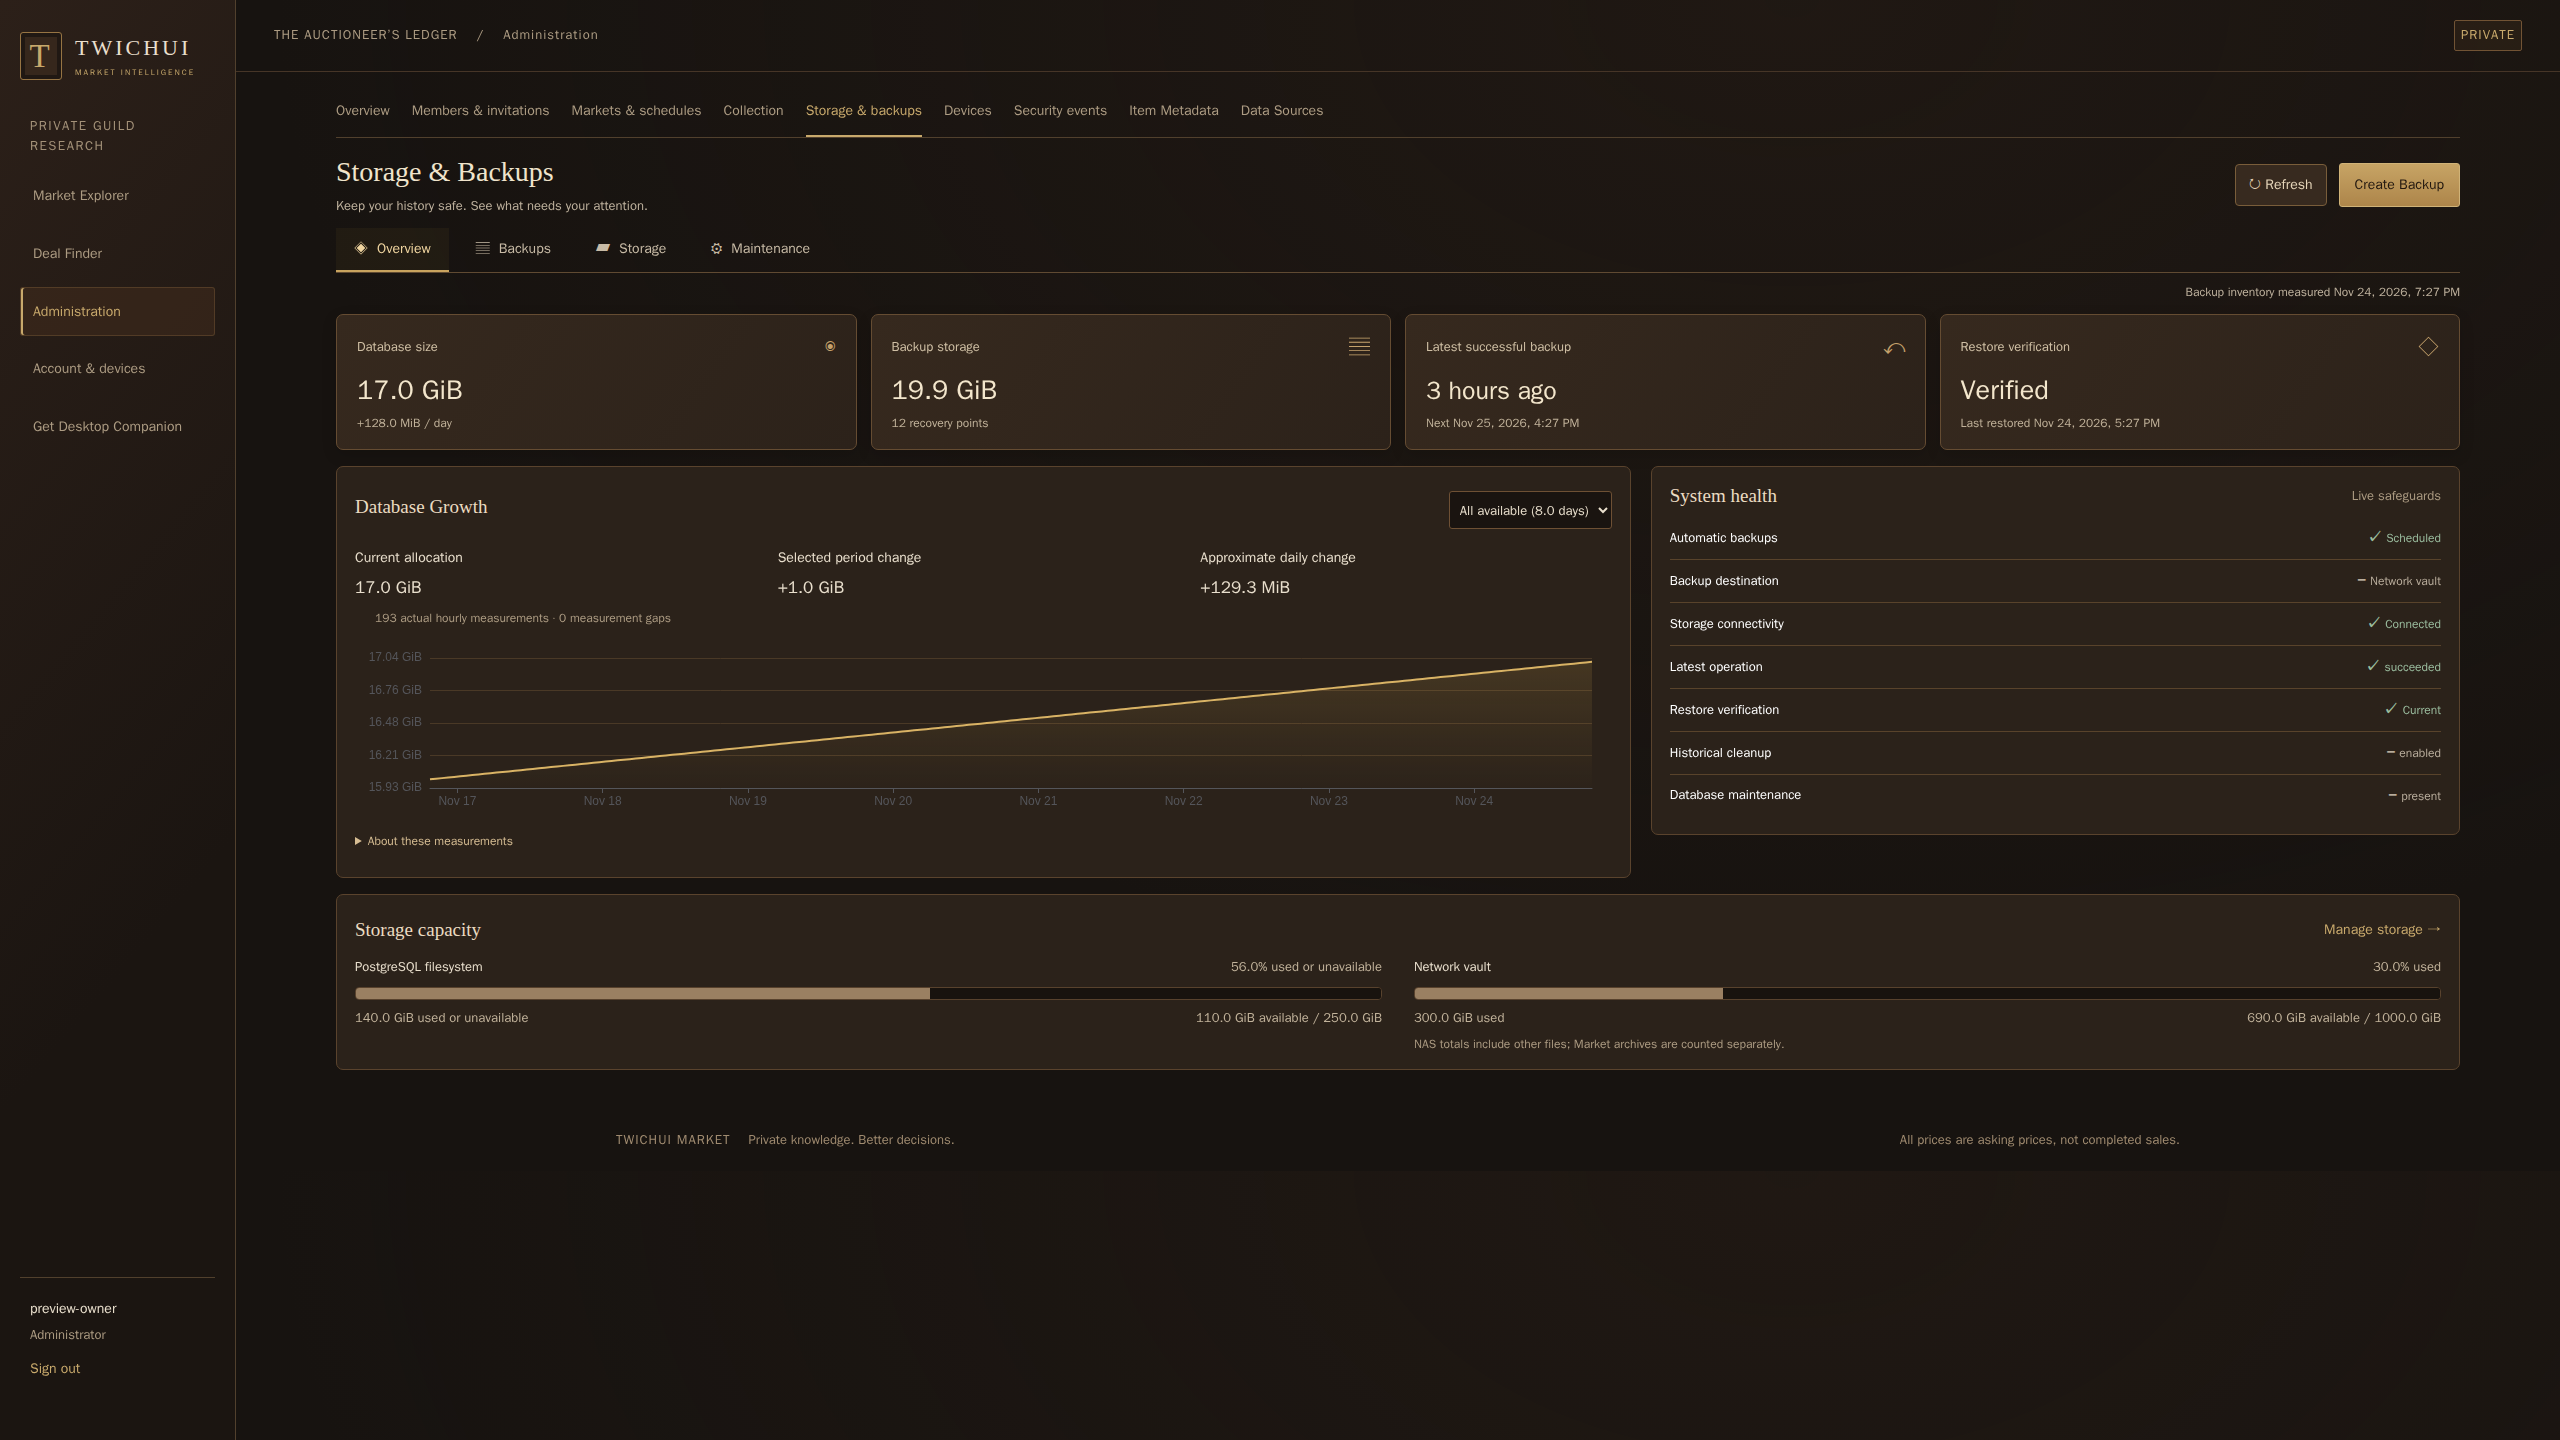 T
TWICHUI
MARKET INTELLIGENCE
PRIVATE GUILD
RESEARCH
Market Explorer
Deal Finder
Administration
Account & devices
Get Desktop Companion
preview-owner
Administrator
Sign out
THE AUCTIONEER'S LEDGER / Administration
PRIVATE
Overview Members & invitations Markets & schedules Collection Storage & backups Devices Security events Item Metadata Data Sources
Storage & Backups
Keep your history safe. See what needs your attention.
↻ Refresh Create Backup
Overview Backups Storage Maintenance
Backup inventory measured Nov 24, 2026, 7:27 PM
Database size
17.0 GiB
+128.0 MiB / day
Backup storage
19.9 GiB
12 recovery points
Latest successful backup
3 hours ago
Next Nov 25, 2026, 4:27 PM
Restore verification
Verified
Last restored Nov 24, 2026, 5:27 PM
Database Growth
All available (8.0 days)
Current allocation Selected period change Approximate daily change
17.0 GiB +1.0 GiB +129.3 MiB
193 actual hourly measurements · 0 measurement gaps
17.04 GiB
16.76 GiB
16.48 GiB
16.21 GiB
15.93 GiB
Nov 17 Nov 18 Nov 19 Nov 20 Nov 21 Nov 22 Nov 23 Nov 24
▶ About these measurements
System health Live safeguards
Automatic backups ✓ Scheduled
Backup destination – Network vault
Storage connectivity ✓ Connected
Latest operation ✓ succeeded
Restore verification ✓ Current
Historical cleanup – enabled
Database maintenance – present
Storage capacity Manage storage →
PostgreSQL filesystem 56.0% used or unavailable
140.0 GiB used or unavailable 110.0 GiB available / 250.0 GiB
Network vault 30.0% used
300.0 GiB used 690.0 GiB available / 1000.0 GiB
NAS totals include other files; Market archives are counted separately.
TWICHUI MARKET Private knowledge. Better decisions.
All prices are asking prices, not completed sales.